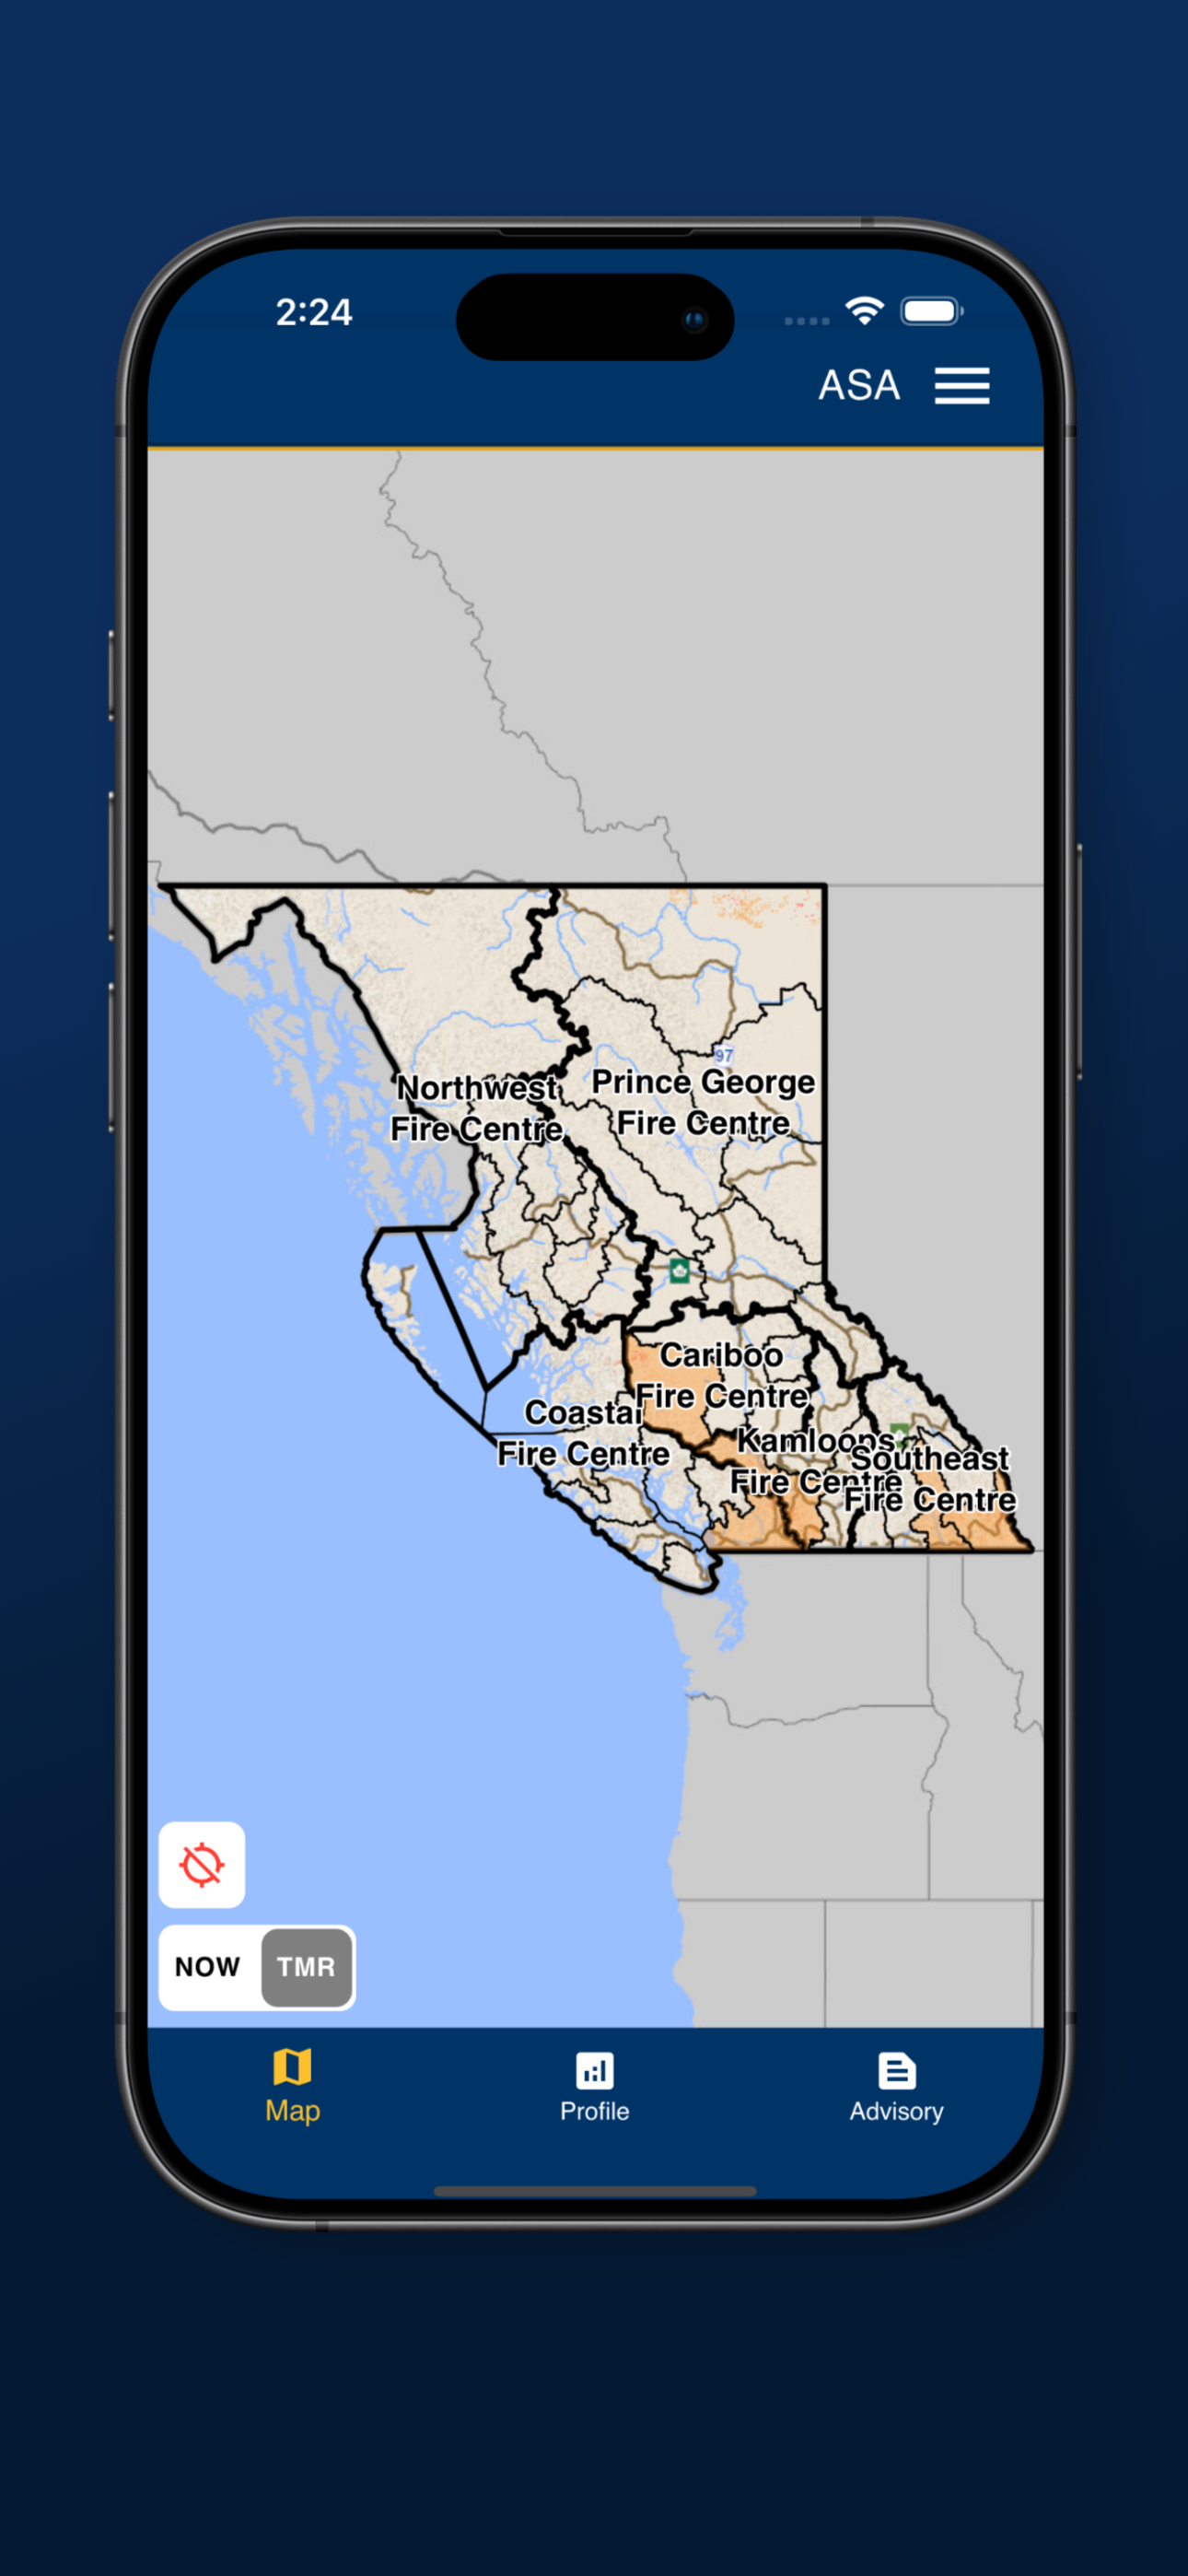 2:24
ASA
97
Northwest
Fire Centre
Prince George
Fire Centre
Cariboo
Fire Centre
Coastal
Fire Centre
Kamloops
Fire Centre
Southeast
Fire Centre
NOW
TMR
Map
Profile
Advisory